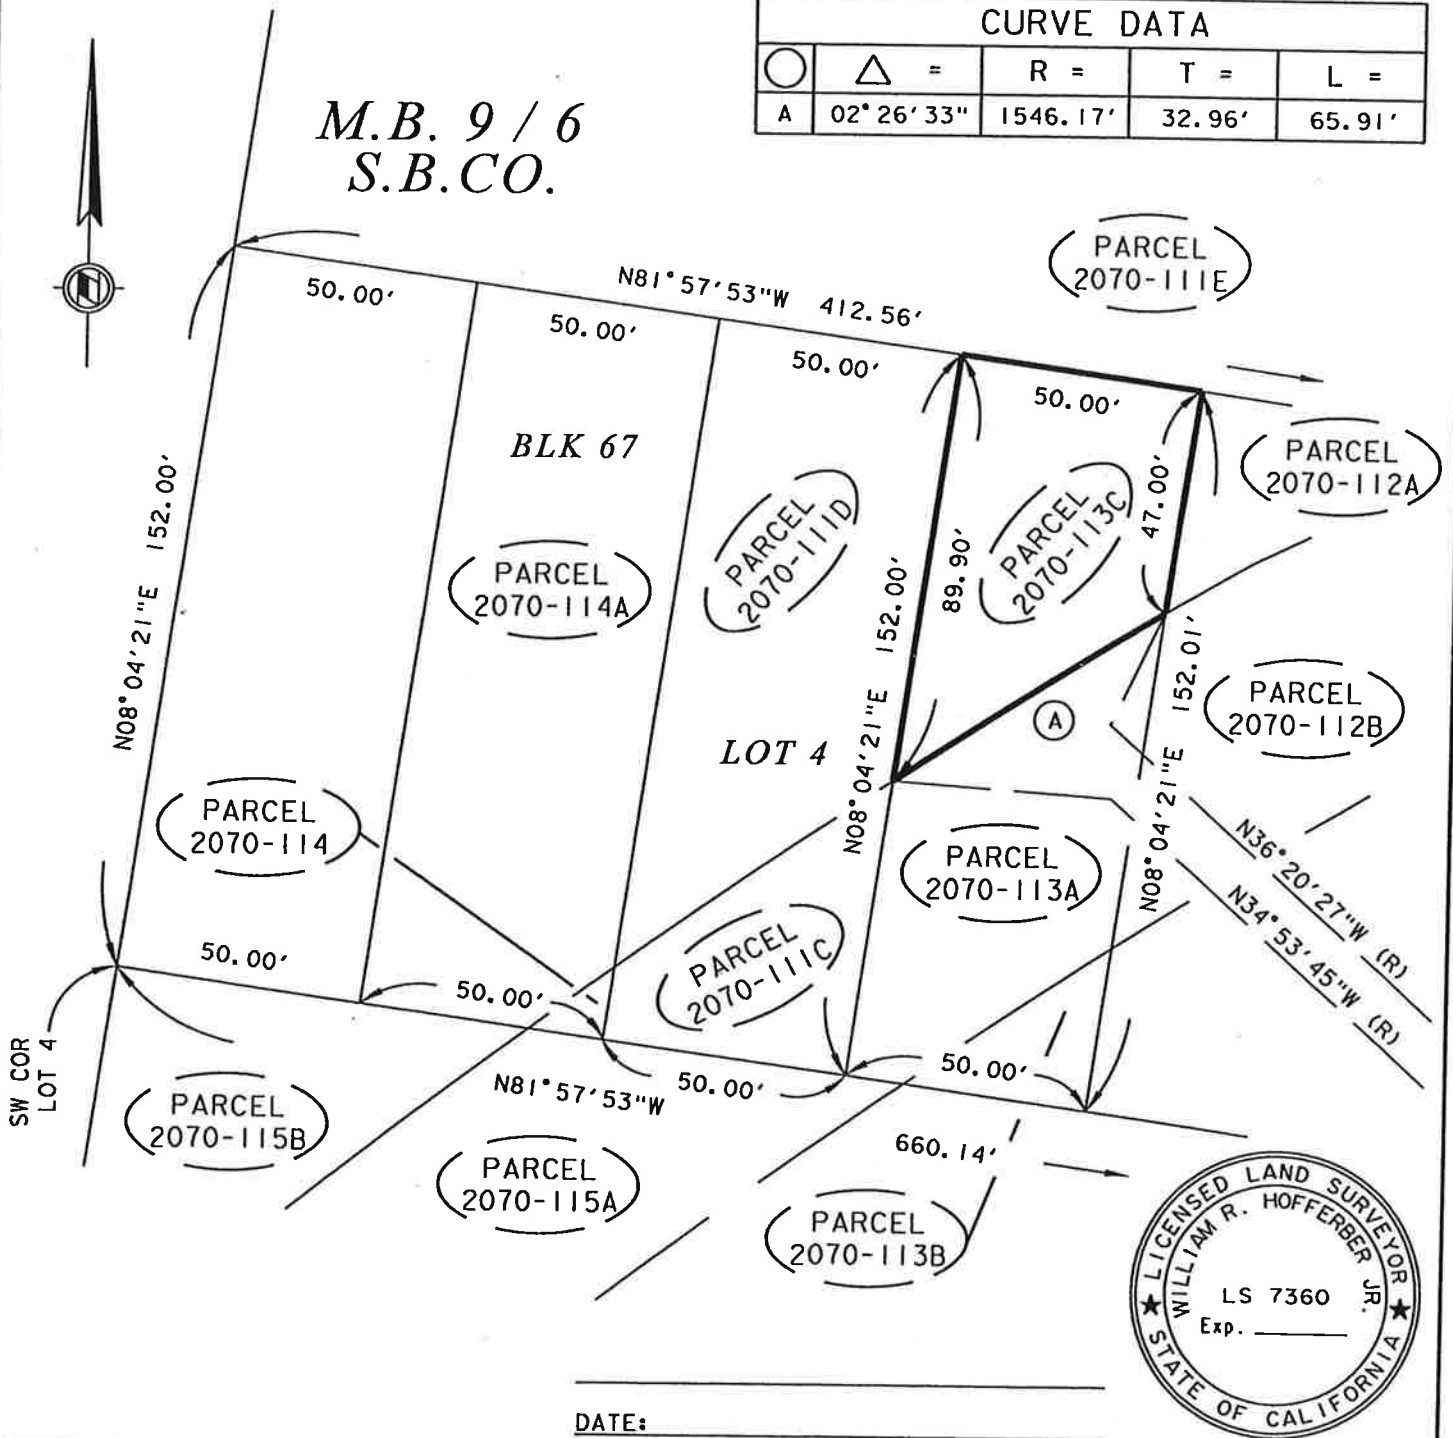 CURVE DATA
△ = R = T = L =
A 02°26'33" 1546.17' 32.96' 65.91'
M.B. 9 / 6
S.B.CO.
PARCEL
2070-111E
N81°57'53"W 412.56'
50.00'
50.00'
50.00'
50.00'
BLK 67
PARCEL
2070-112A
N08°04'21"E 152.00'
PARCEL
2070-114A
PARCEL
2070-111D
N08°04'21"E 152.00'
89.90'
PARCEL
2070-113C
47.00'
N08°04'21"E 152.01'
PARCEL
2070-112B
A
LOT 4
PARCEL
2070-114
PARCEL
2070-113A
N36°20'27"W (R)
N34°53'45"W (R)
50.00'
50.00'
PARCEL
2070-111C
SW COR
LOT 4
N81°57'53"W
50.00'
50.00'
PARCEL
2070-115B
PARCEL
2070-115A
660.14'
PARCEL
2070-113B
LICENSED LAND SURVEYOR
WILLIAM R. HOFFERBER JR.
LS 7360
Exp.
★ STATE OF CALIFORNIA ★
DATE: